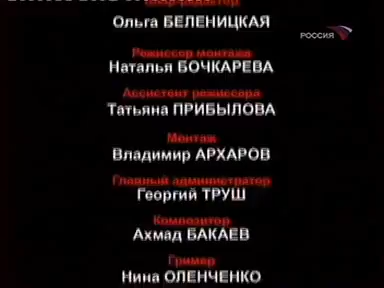 Ольга БЕЛЕНИЦКАЯ
РОССИЯ
Режиссер монтажа
Наталья БОЧКАРЕВА
Ассистент режиссера
Татьяна ПРИБЫЛОВА
Монтаж
Владимир АРХАРОВ
Главный администратор
Георгий ТРУШ
Композитор
Ахмад БАКАЕВ
Гример
Нина ОЛЕНЧЕНКО